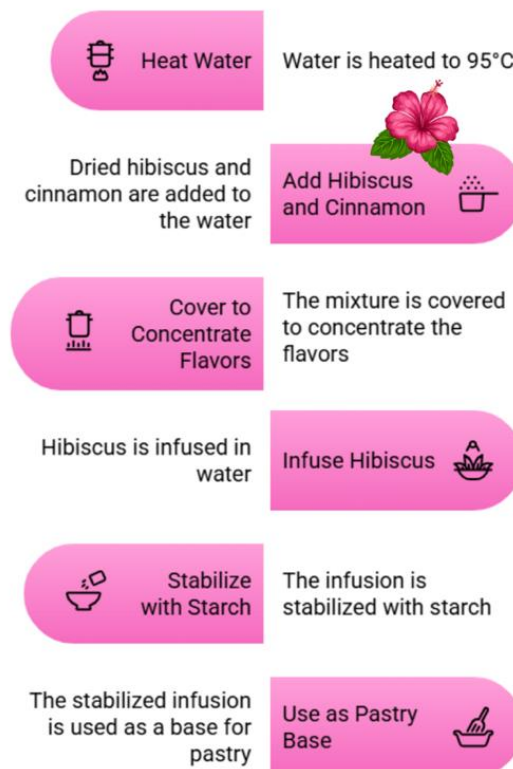 Heat Water
Water is heated to 95°C
Dried hibiscus and
cinnamon are added to
the water
Add Hibiscus
and Cinnamon
Cover to
Concentrate
Flavors
The mixture is covered
to concentrate the
flavors
Hibiscus is infused in
water
Infuse Hibiscus
Stabilize
with Starch
The infusion is
stabilized with starch
The stabilized infusion
is used as a base for
pastry
Use as Pastry
Base